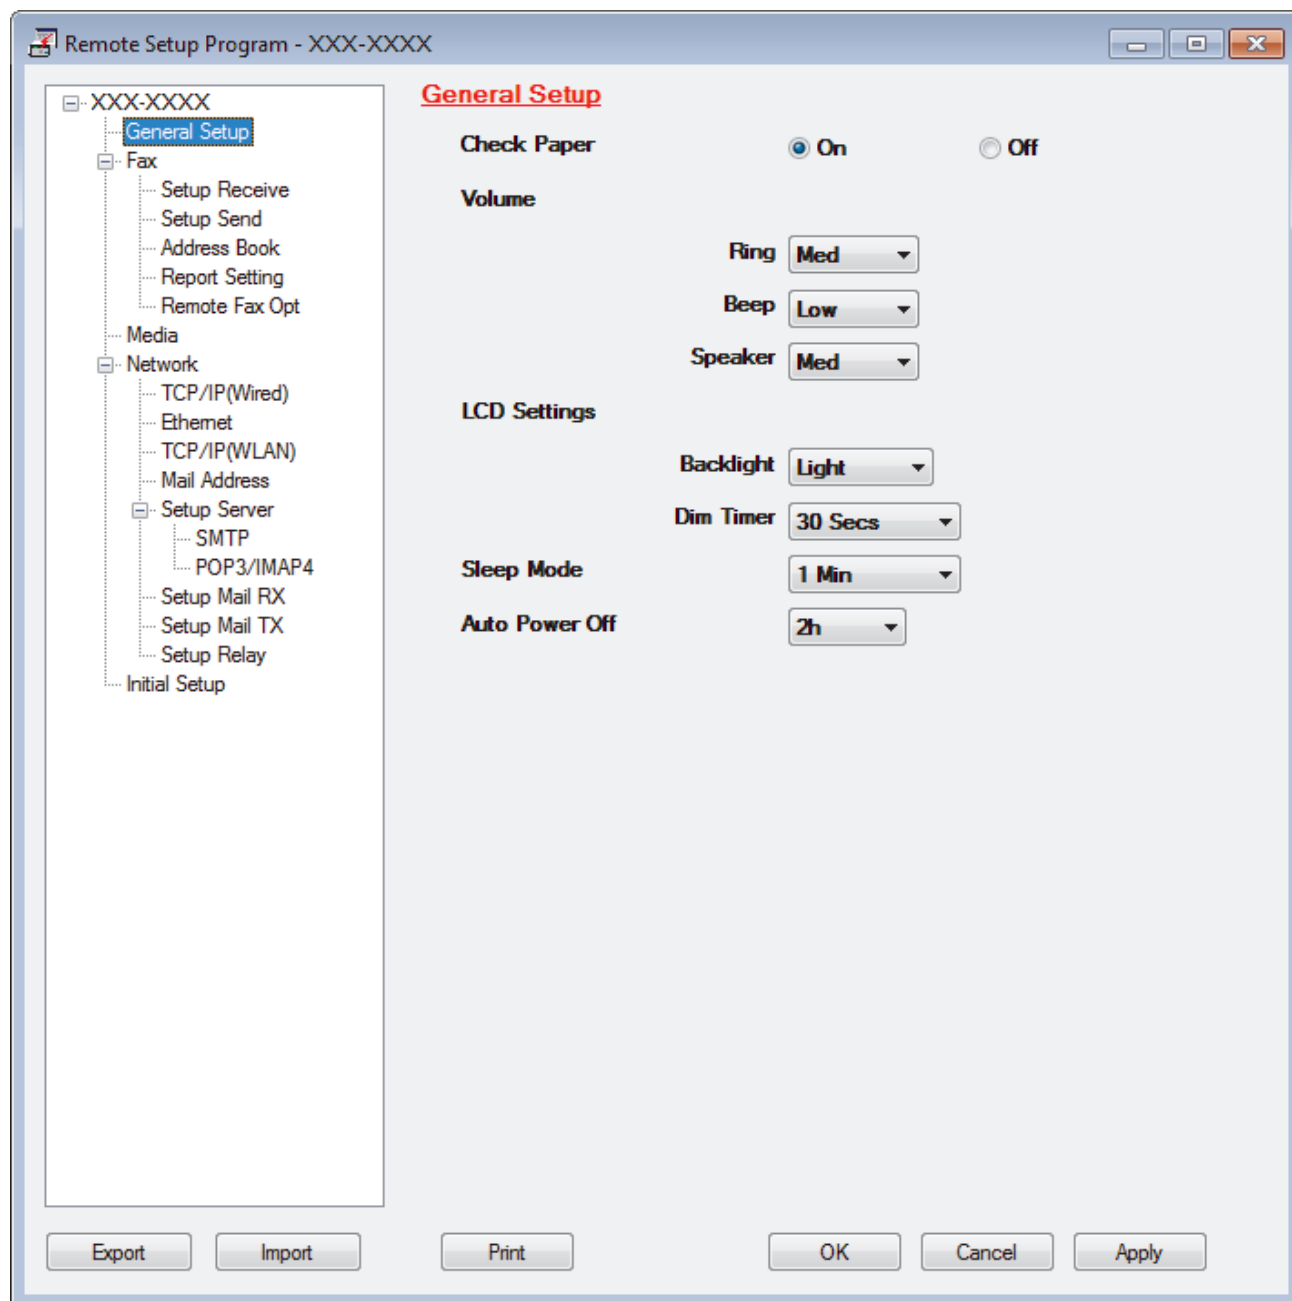 Remote Setup Program - XXX-XXXX
XXX-XXXX
General Setup
Fax
Setup Receive
Setup Send
Address Book
Report Setting
Remote Fax Opt
Media
Network
TCP/IP(Wired)
Ethernet
TCP/IP(WLAN)
Mail Address
Setup Server
SMTP
POP3/IMAP4
Setup Mail RX
Setup Mail TX
Setup Relay
Initial Setup
General Setup
Check Paper On Off
Volume
Ring Med
Beep Low
Speaker Med
LCD Settings
Backlight Light
Dim Timer 30 Secs
Sleep Mode 1 Min
Auto Power Off 2h
Export Import Print OK Cancel Apply